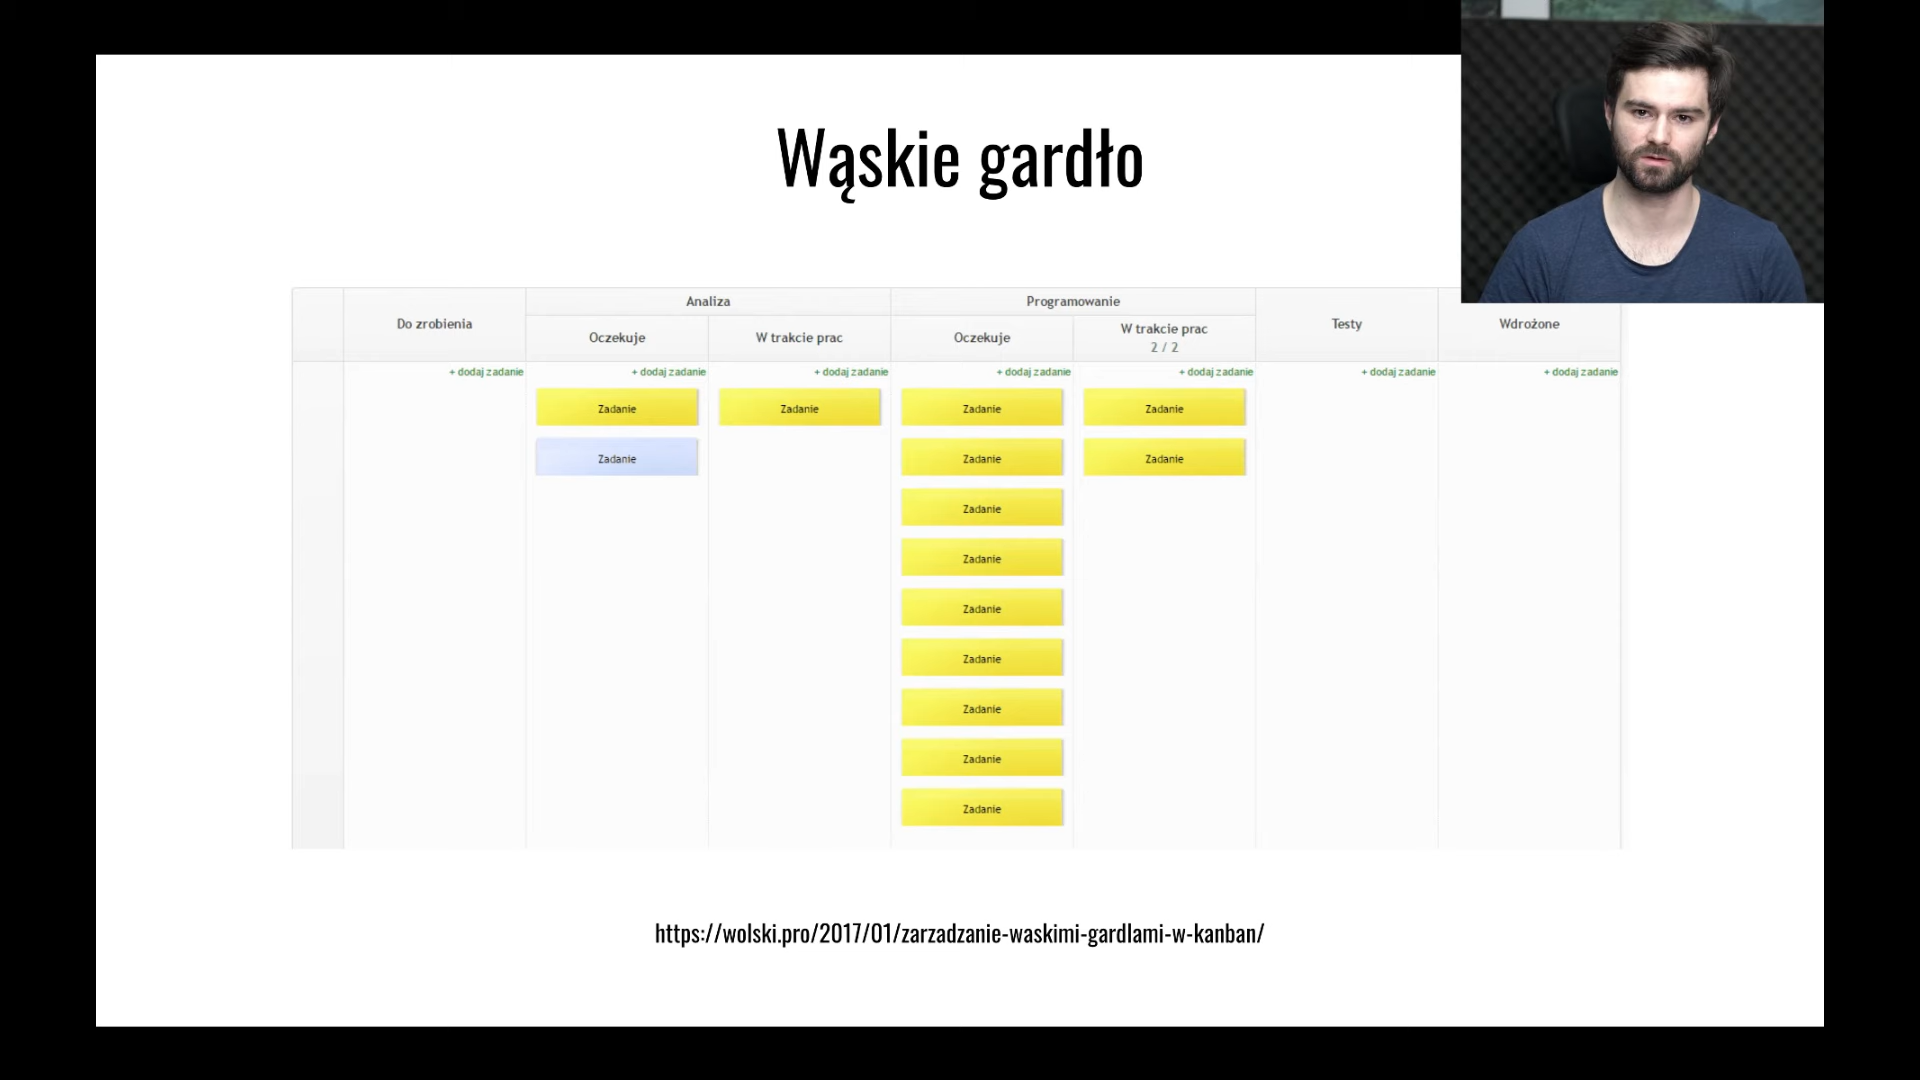 Wąskie gardło
Analiza
Programowanie
Do zrobienia
Oczekuje
W trakcie prac
Oczekuje
W trakcie prac
2 / 2
Testy
Wdrożone
+ dodaj zadanie
+ dodaj zadanie
+ dodaj zadanie
+ dodaj zadanie
+ dodaj zadanie
+ dodaj zadanie
+ dodaj zadanie
Zadanie
Zadanie
Zadanie
Zadanie
Zadanie
Zadanie
Zadanie
Zadanie
Zadanie
Zadanie
Zadanie
Zadanie
Zadanie
Zadanie
https://wolski.pro/2017/01/zarzadzanie-waskimi-gardlami-w-kanban/